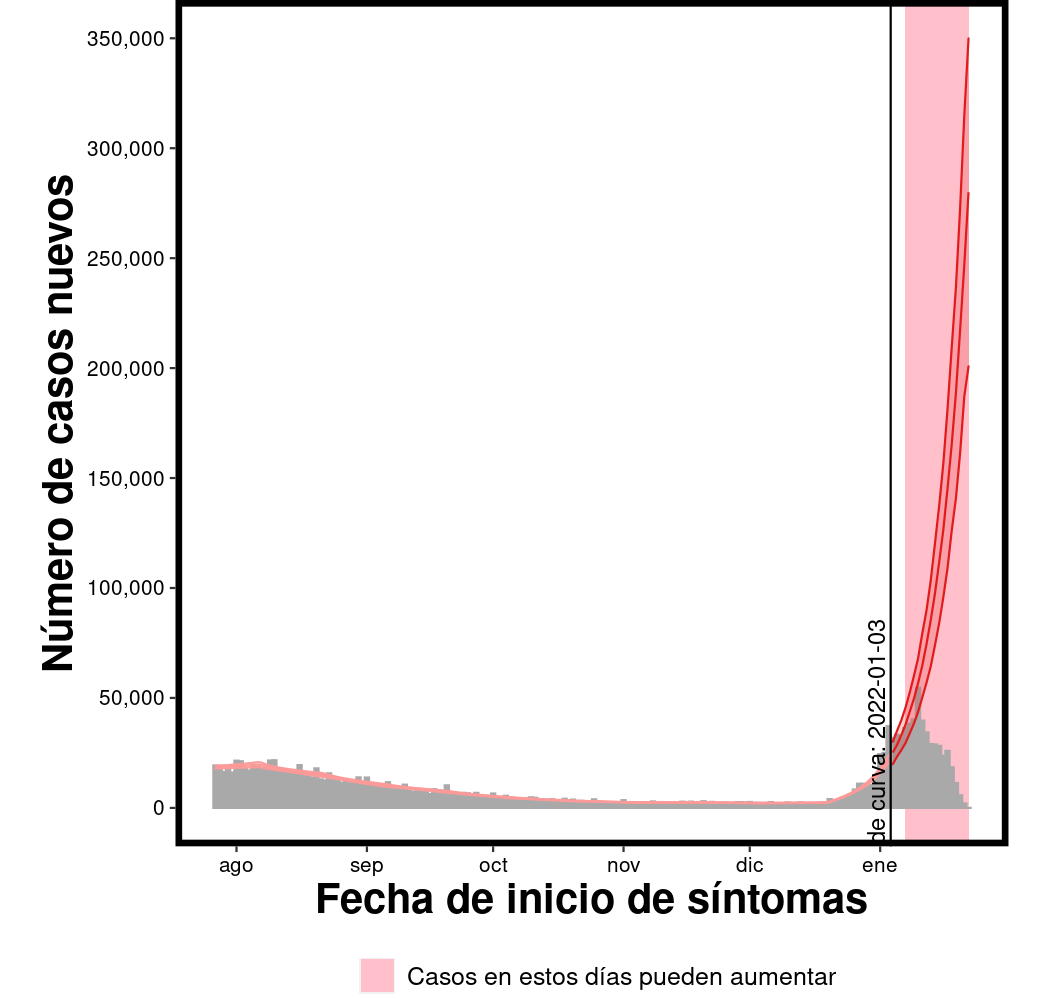 350,000
300,000
250,000
200,000
150,000
100,000
50,000
0
Número de casos nuevos
de curva: 2022-01-03
ago sep oct nov dic ene
Fecha de inicio de síntomas
Casos en estos días pueden aumentar